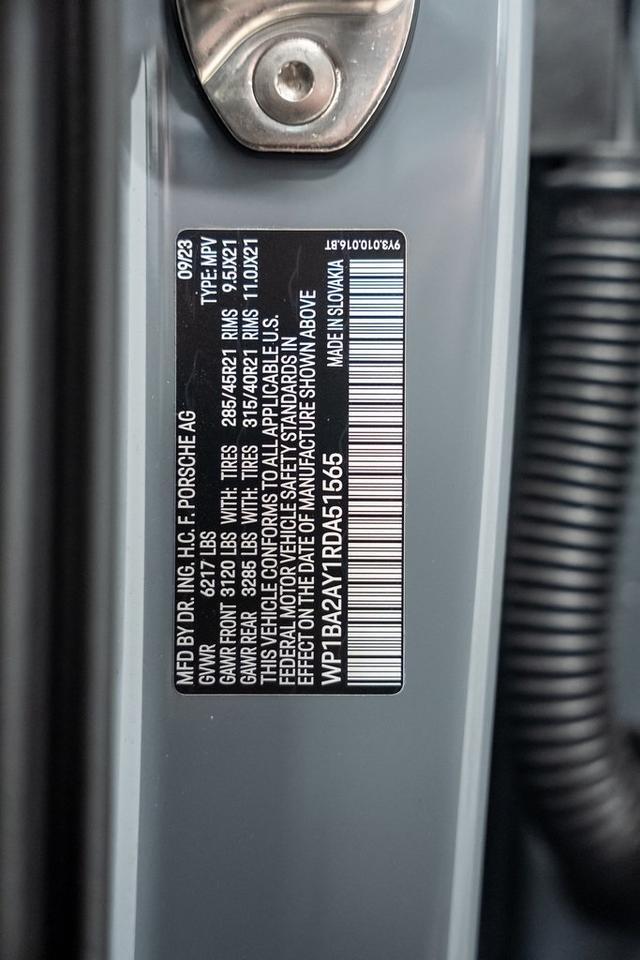 MFD BY DR. ING. H.C. F. PORSCHE AG 09/23
GVWR 6217 LBS TYPE: MPV
GAWR FRONT 3120 LBS WITH: TIRES 285/45R21 RIMS 9.5JX21
GAWR REAR 3285 LBS WITH: TIRES 315/40R21 RIMS 11.0JX21
THIS VEHICLE CONFORMS TO ALL APPLICABLE U.S.
FEDERAL MOTOR VEHICLE SAFETY STANDARDS IN
EFFECT ON THE DATE OF MANUFACTURE SHOWN ABOVE
WP1BA2AY1RDA51565 MADE IN SLOVAKIA
9Y3.010.016.BT